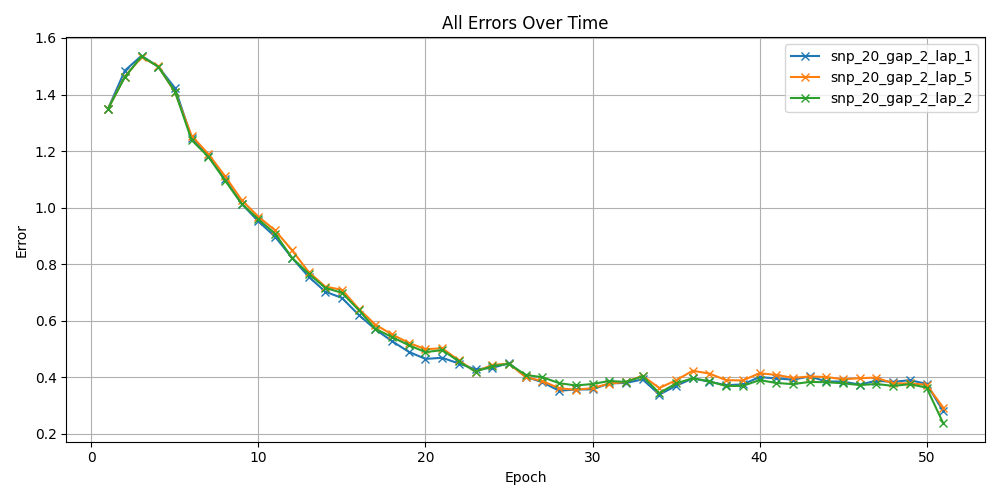 All Errors Over Time
snp_20_gap_2_lap_1
snp_20_gap_2_lap_5
snp_20_gap_2_lap_2
Error
1.6
1.4
1.2
1.0
0.8
0.6
0.4
0.2
0 10 20 30 40 50
Epoch